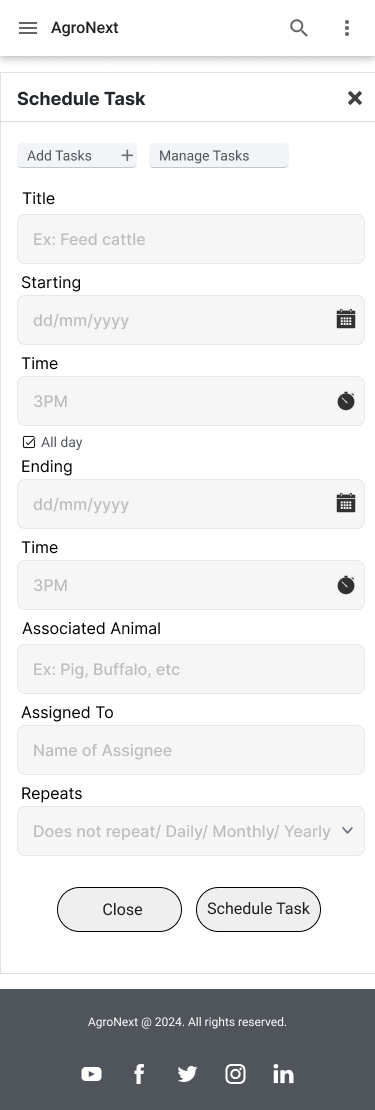 AgroNext
Schedule Task
Add Tasks
Manage Tasks
Title
Ex: Feed cattle
Starting
dd/mm/yyyy
Time
3PM
All day
Ending
dd/mm/yyyy
Time
3PM
Associated Animal
Ex: Pig, Buffalo, etc
Assigned To
Name of Assignee
Repeats
Does not repeat/ Daily/ Monthly/ Yearly
Close
Schedule Task
AgroNext @ 2024. All rights reserved.